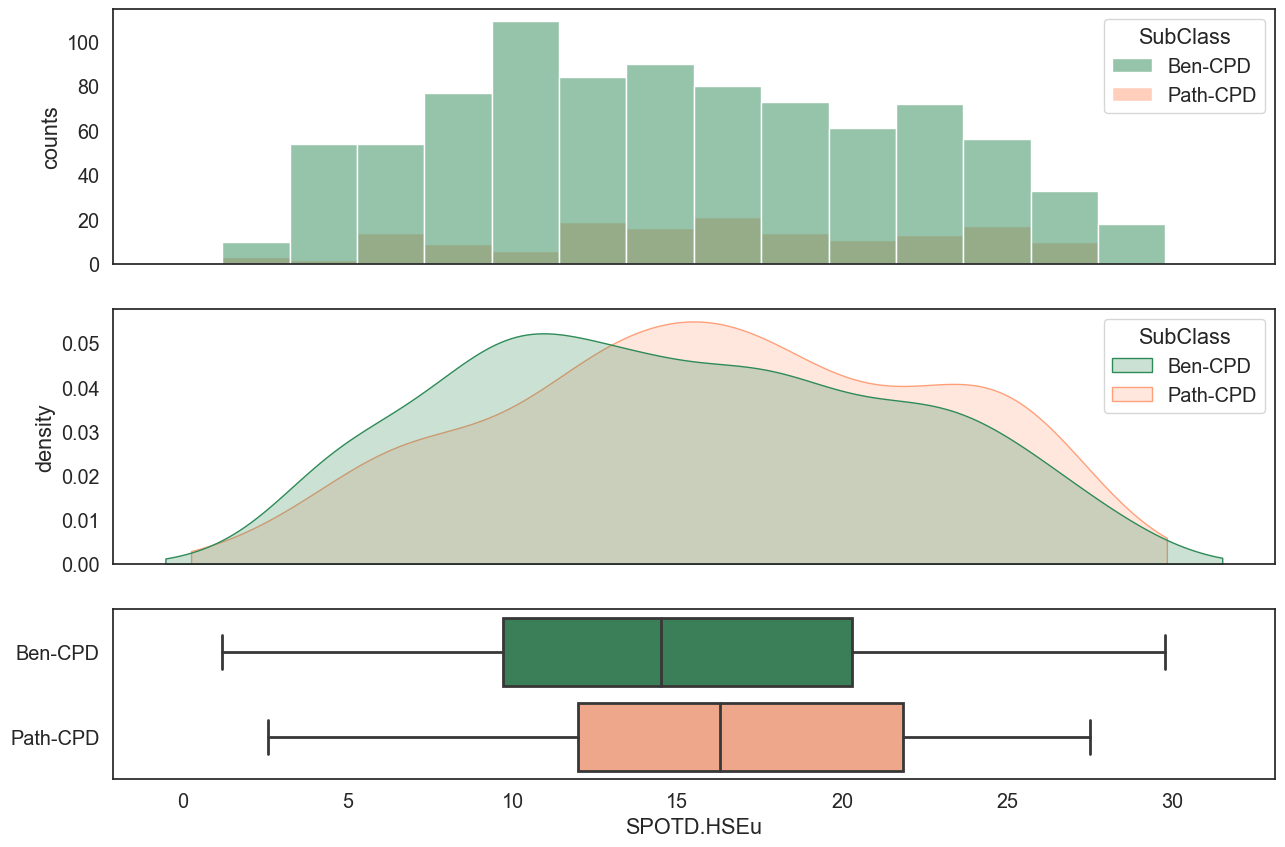 SubClass
Ben-CPD
Path-CPD
counts
100
80
60
40
20
0
SubClass
Ben-CPD
Path-CPD
density
0.05
0.04
0.03
0.02
0.01
0.00
Ben-CPD
Path-CPD
0 5 10 15 20 25 30
SPOTD.HSEu